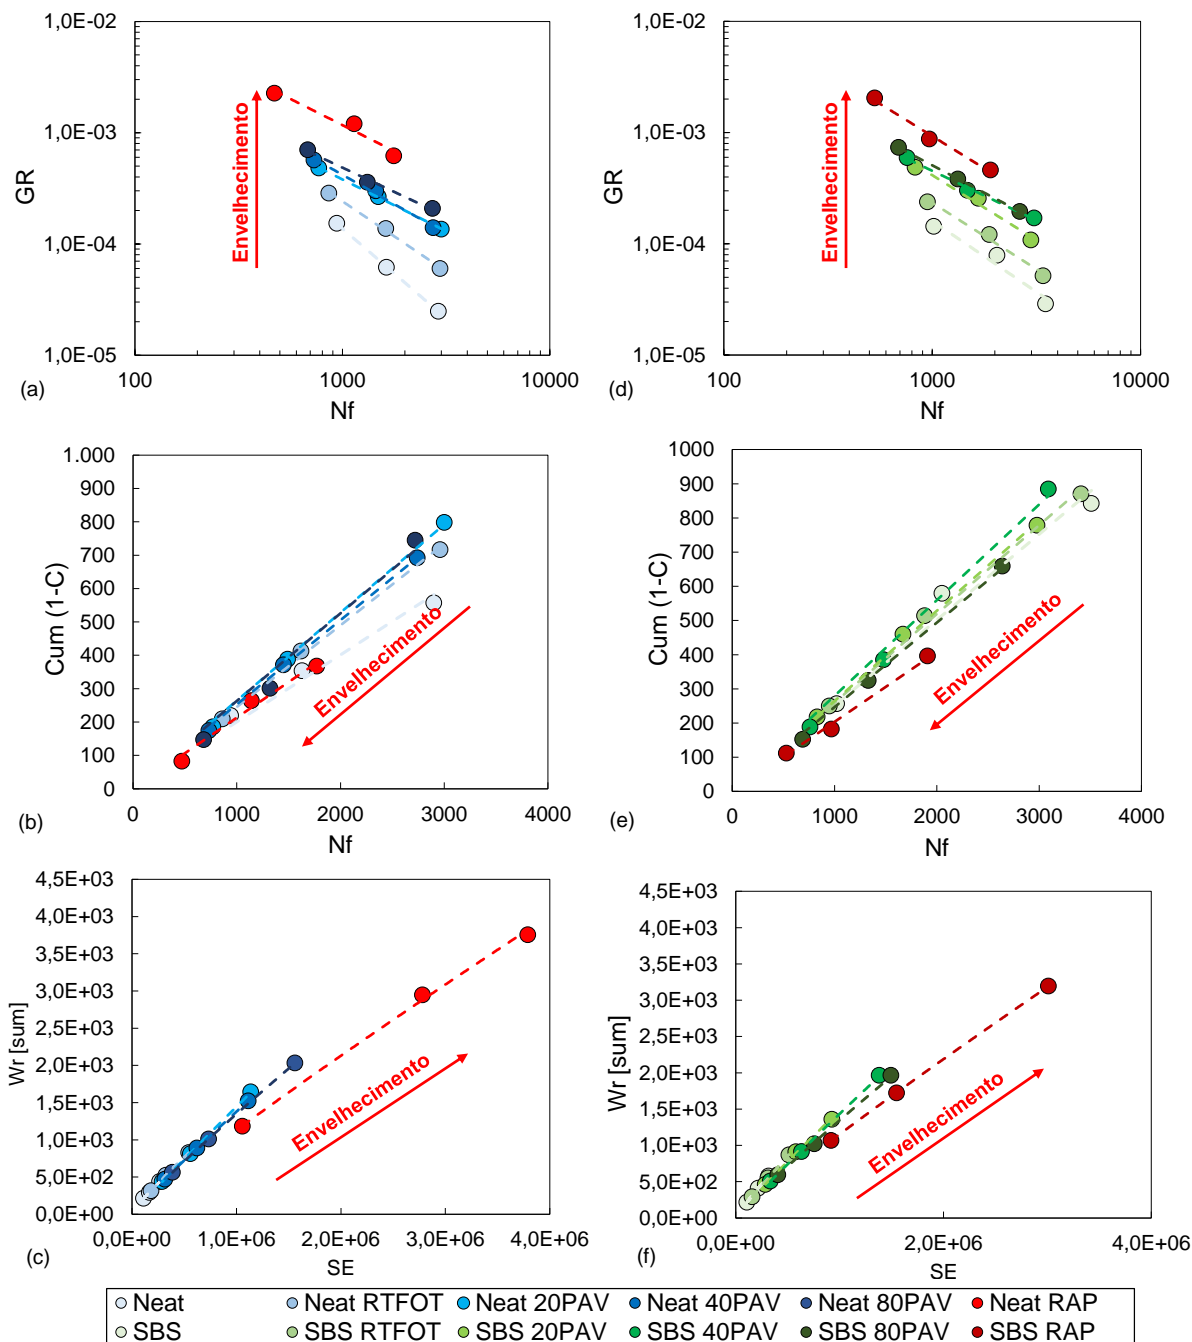 1,0E-02
1,0E-03
1,0E-04
1,0E-05
GR
Envelhecimento
100
1000
10000
(a)
Nf
1,0E-02
1,0E-03
1,0E-04
1,0E-05
GR
Envelhecimento
100
1000
10000
(d)
Nf
1.000
900
800
700
600
500
400
300
200
100
0
Cum (1-C)
Envelhecimento
0
1000
2000
3000
4000
(b)
Nf
1000
900
800
700
600
500
400
300
200
100
0
Cum (1-C)
Envelhecimento
0
1000
2000
3000
4000
(e)
Nf
4,5E+03
4,0E+03
3,5E+03
3,0E+03
2,5E+03
2,0E+03
1,5E+03
1,0E+03
5,0E+02
0,0E+00
Wr [sum]
Envelhecimento
0,0E+00
1,0E+06
2,0E+06
3,0E+06
4,0E+06
(c)
SE
4,5E+03
4,0E+03
3,5E+03
3,0E+03
2,5E+03
2,0E+03
1,5E+03
1,0E+03
5,0E+02
0,0E+00
Wr [sum]
Envelhecimento
0,0E+00
2,0E+06
4,0E+06
(f)
SE
Neat Neat RTFOT Neat 20PAV Neat 40PAV Neat 80PAV Neat RAP
SBS SBS RTFOT SBS 20PAV SBS 40PAV SBS 80PAV SBS RAP